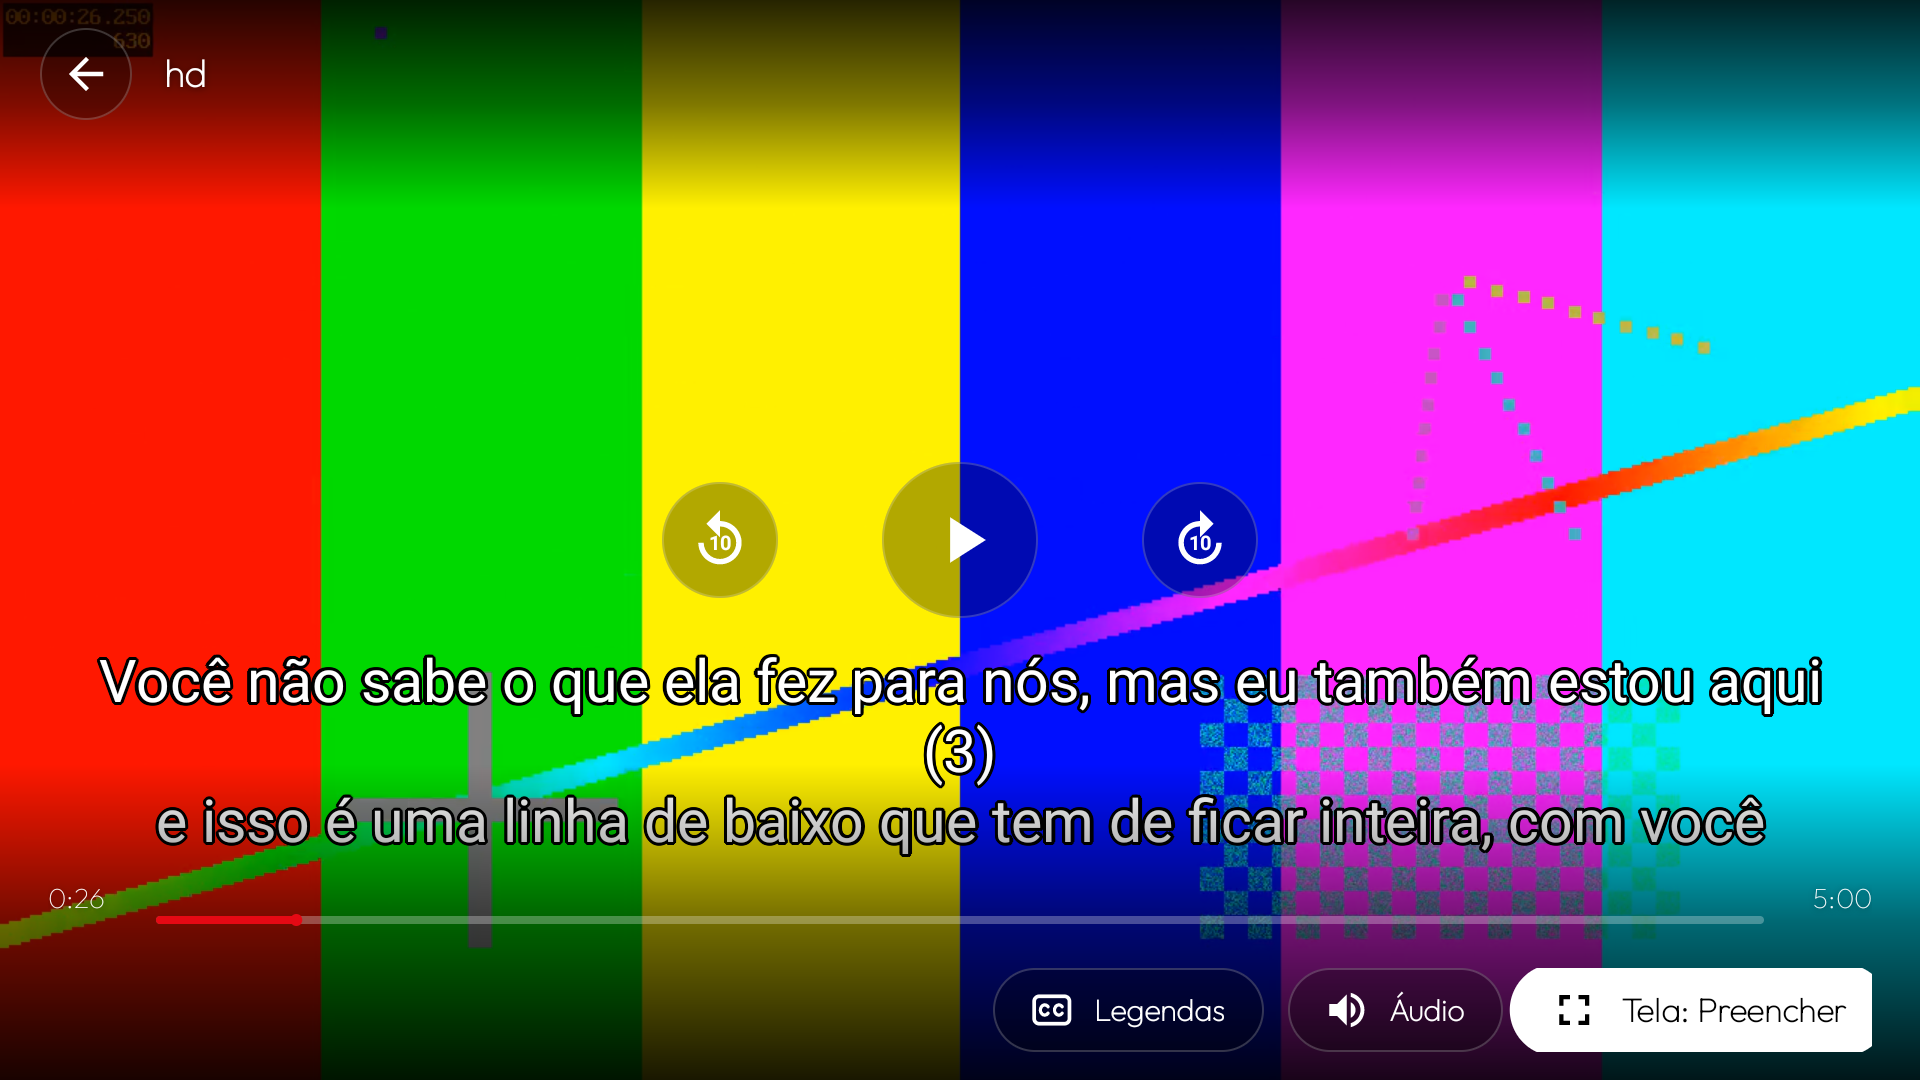 00:00:26.250
630
hd
10
10
Você não sabe o que ela fez para nós, mas eu também estou aqui
(3)
e isso é uma linha de baixo que tem de ficar inteira, com você
0:26
5:00
CC
Legendas
Áudio
Tela: Preencher